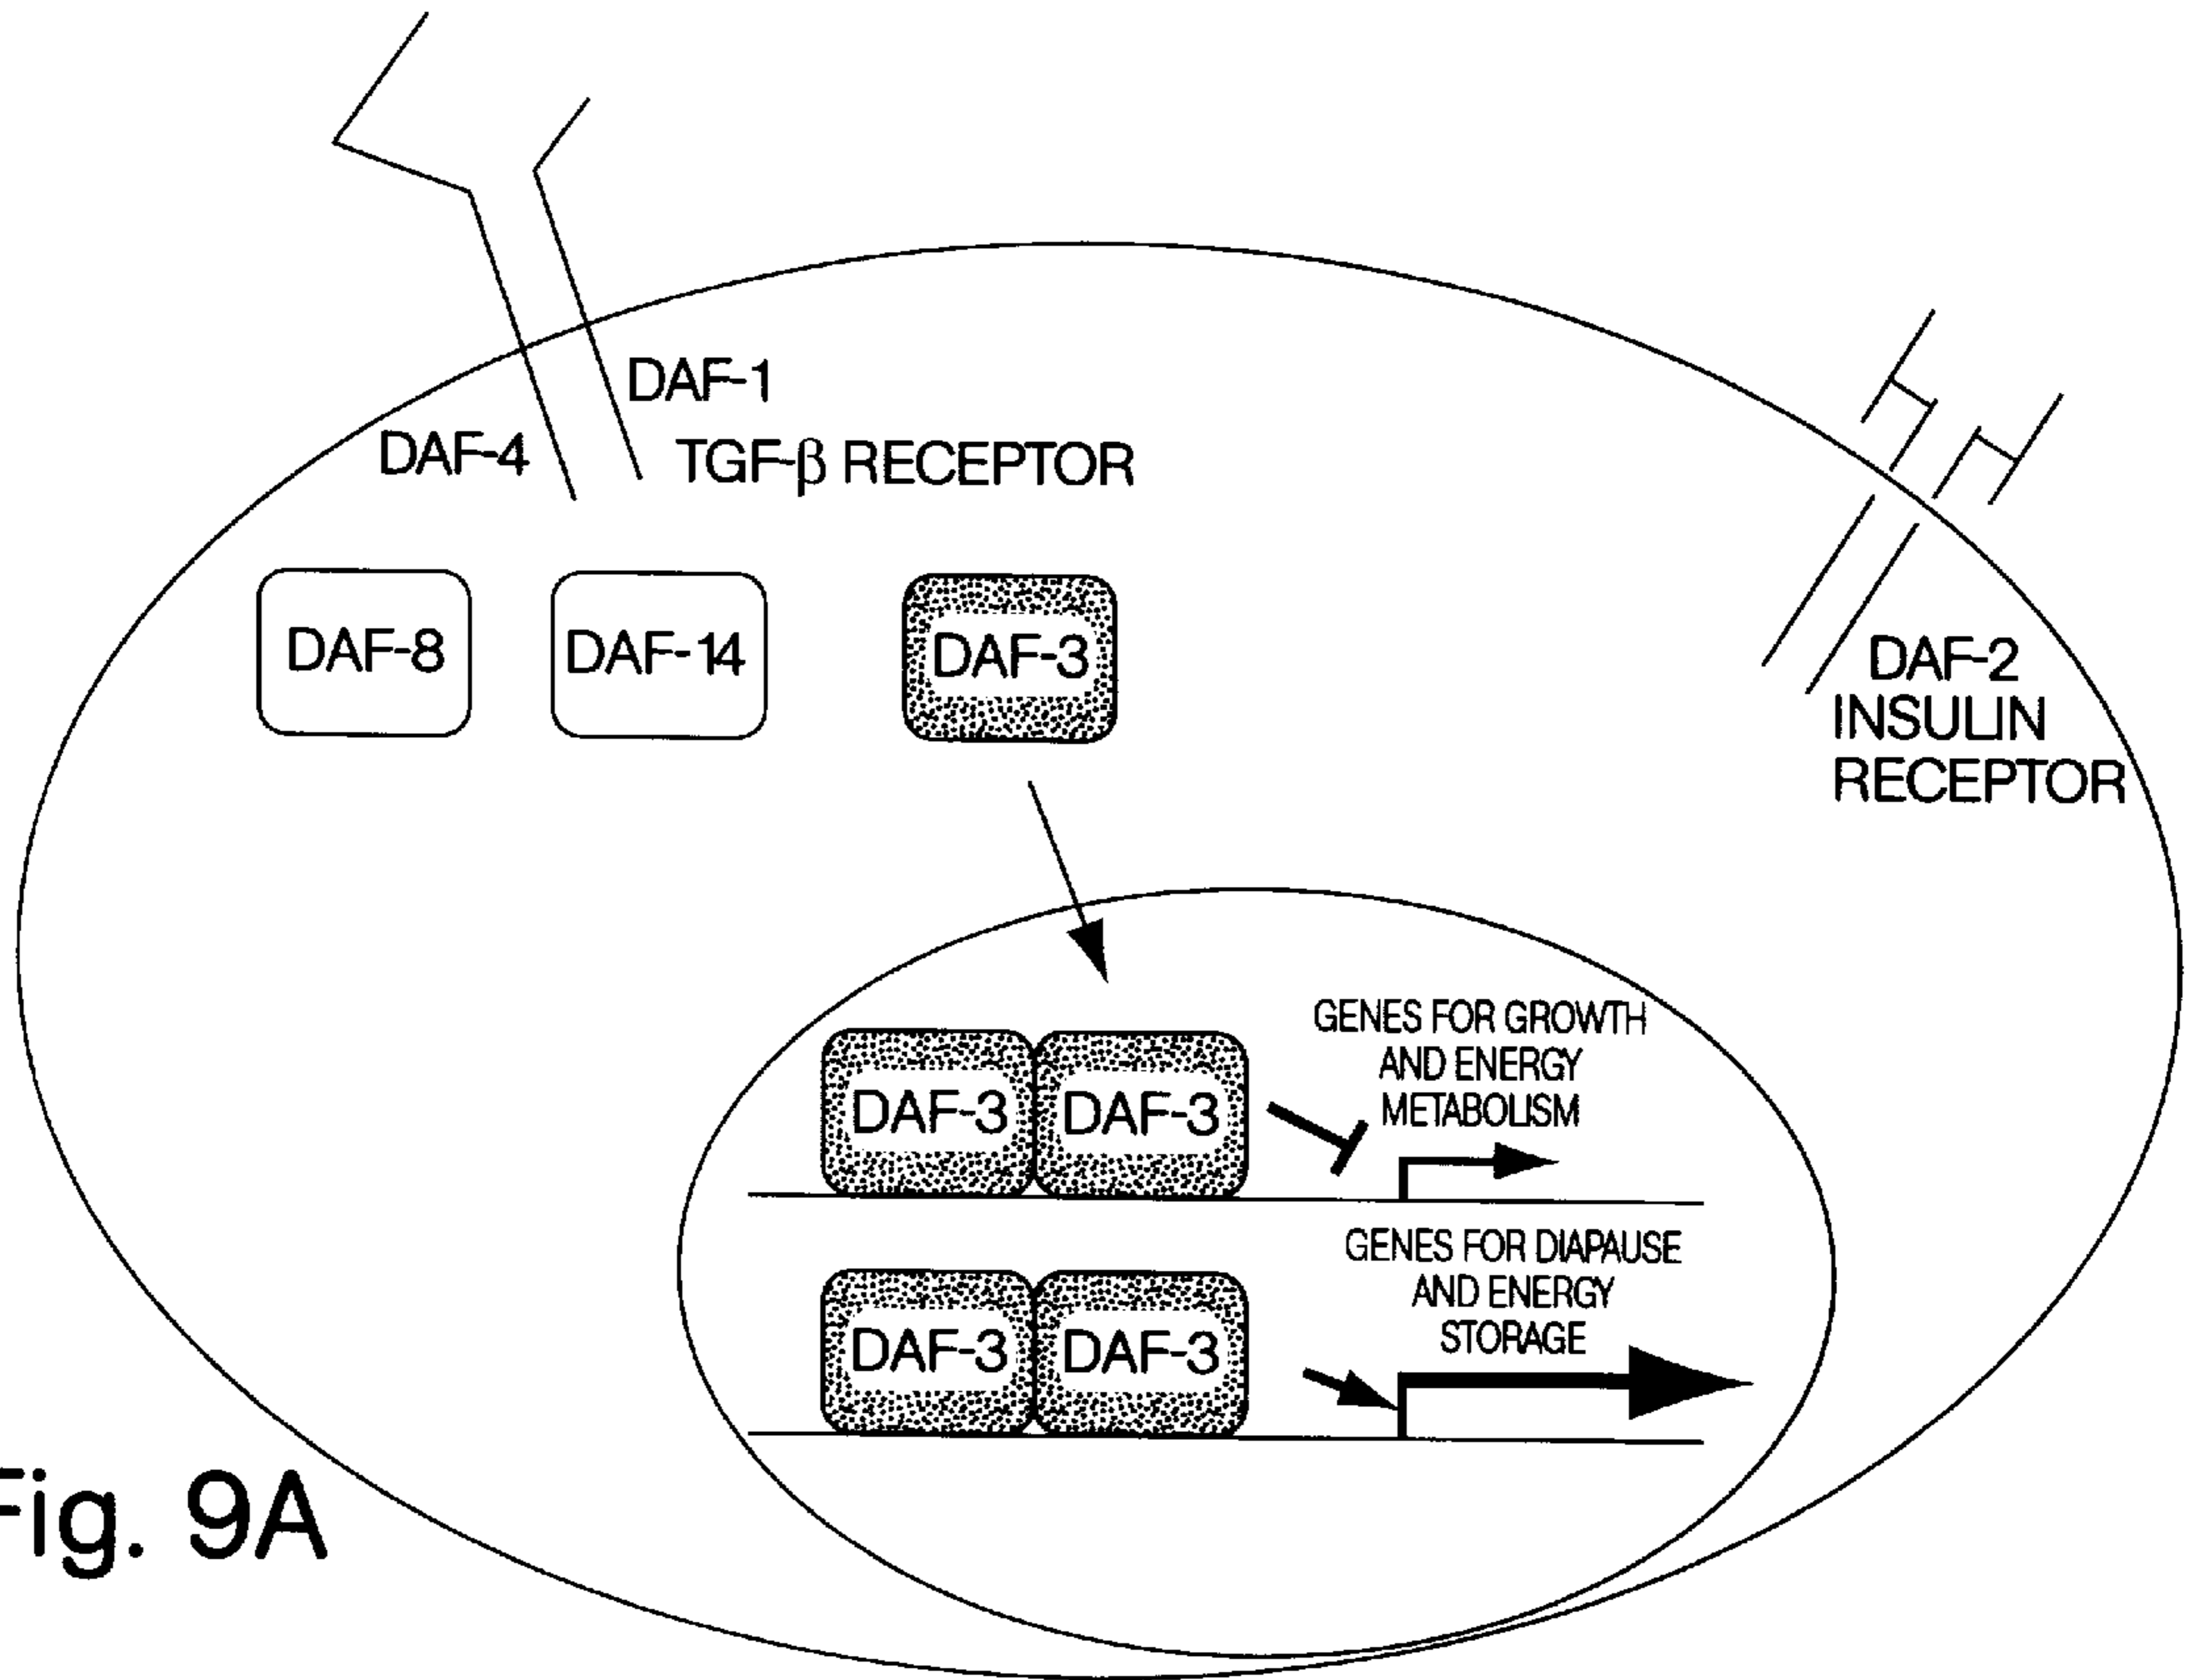 DAF-1
DAF-4
TGF-β RECEPTOR
DAF-8
DAF-14
DAF-3
DAF-2
INSULIN
RECEPTOR
GENES FOR GROWTH
AND ENERGY
METABOLISM
DAF-3
DAF-3
GENES FOR DIAPAUSE
AND ENERGY
STORAGE
DAF-3
DAF-3
Fig. 9A